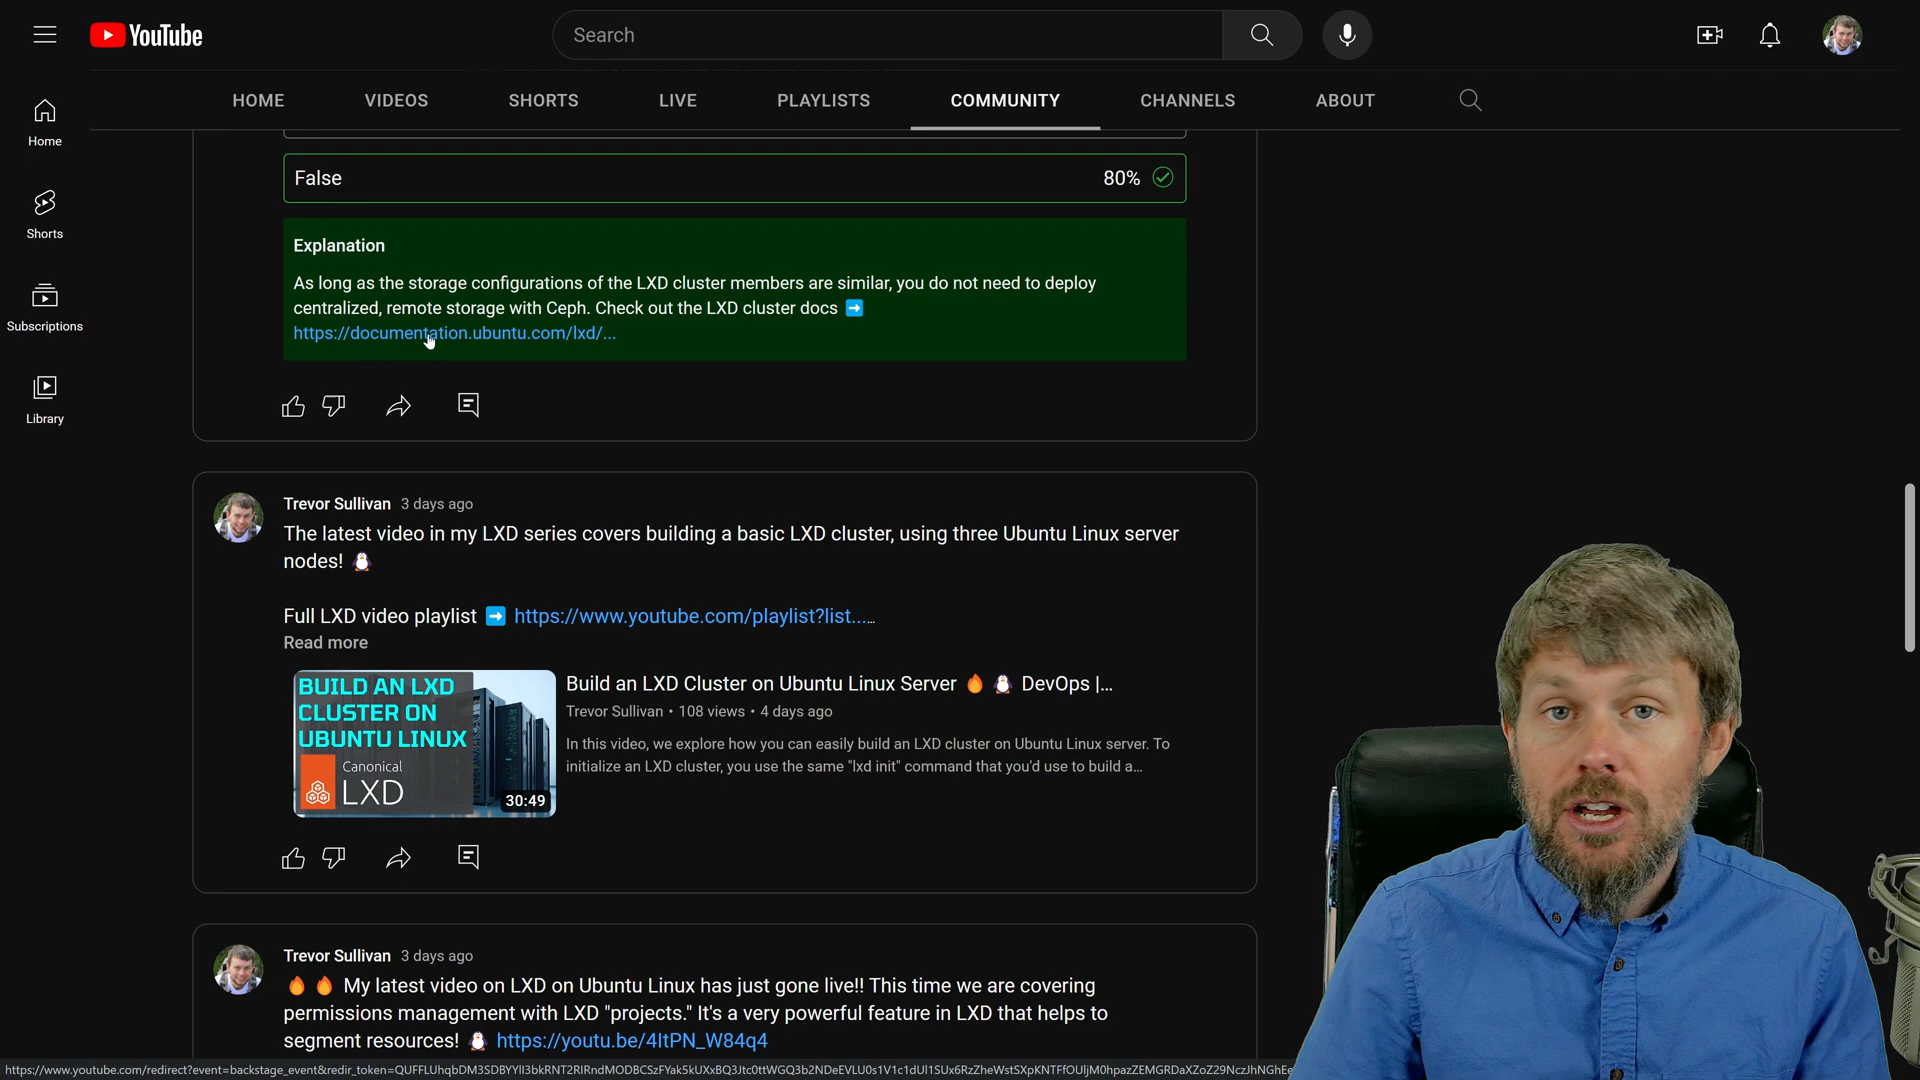 YouTube
Search
HOME VIDEOS SHORTS LIVE PLAYLISTS COMMUNITY CHANNELS ABOUT
Home
Shorts
Subscriptions
Library
False 80%
Explanation
As long as the storage configurations of the LXD cluster members are similar, you do not need to deploy
centralized, remote storage with Ceph. Check out the LXD cluster docs ➡
https://documentation.ubuntu.com/lxd/...
Trevor Sullivan 3 days ago
The latest video in my LXD series covers building a basic LXD cluster, using three Ubuntu Linux server
nodes! 🐧
Full LXD video playlist ➡ https://www.youtube.com/playlist?list......
Read more
BUILD AN LXD
CLUSTER ON
UBUNTU LINUX
Canonical
LXD
30:49
Build an LXD Cluster on Ubuntu Linux Server 🔥 🐧 DevOps |...
Trevor Sullivan • 108 views • 4 days ago
In this video, we explore how you can easily build an LXD cluster on Ubuntu Linux server. To
initialize an LXD cluster, you use the same "lxd init" command that you'd use to build a...
Trevor Sullivan 3 days ago
🔥 🔥 My latest video on LXD on Ubuntu Linux has just gone live!! This time we are covering
permissions management with LXD "projects." It's a very powerful feature in LXD that helps to
segment resources! 🐧 https://youtu.be/4ItPN_W84q4